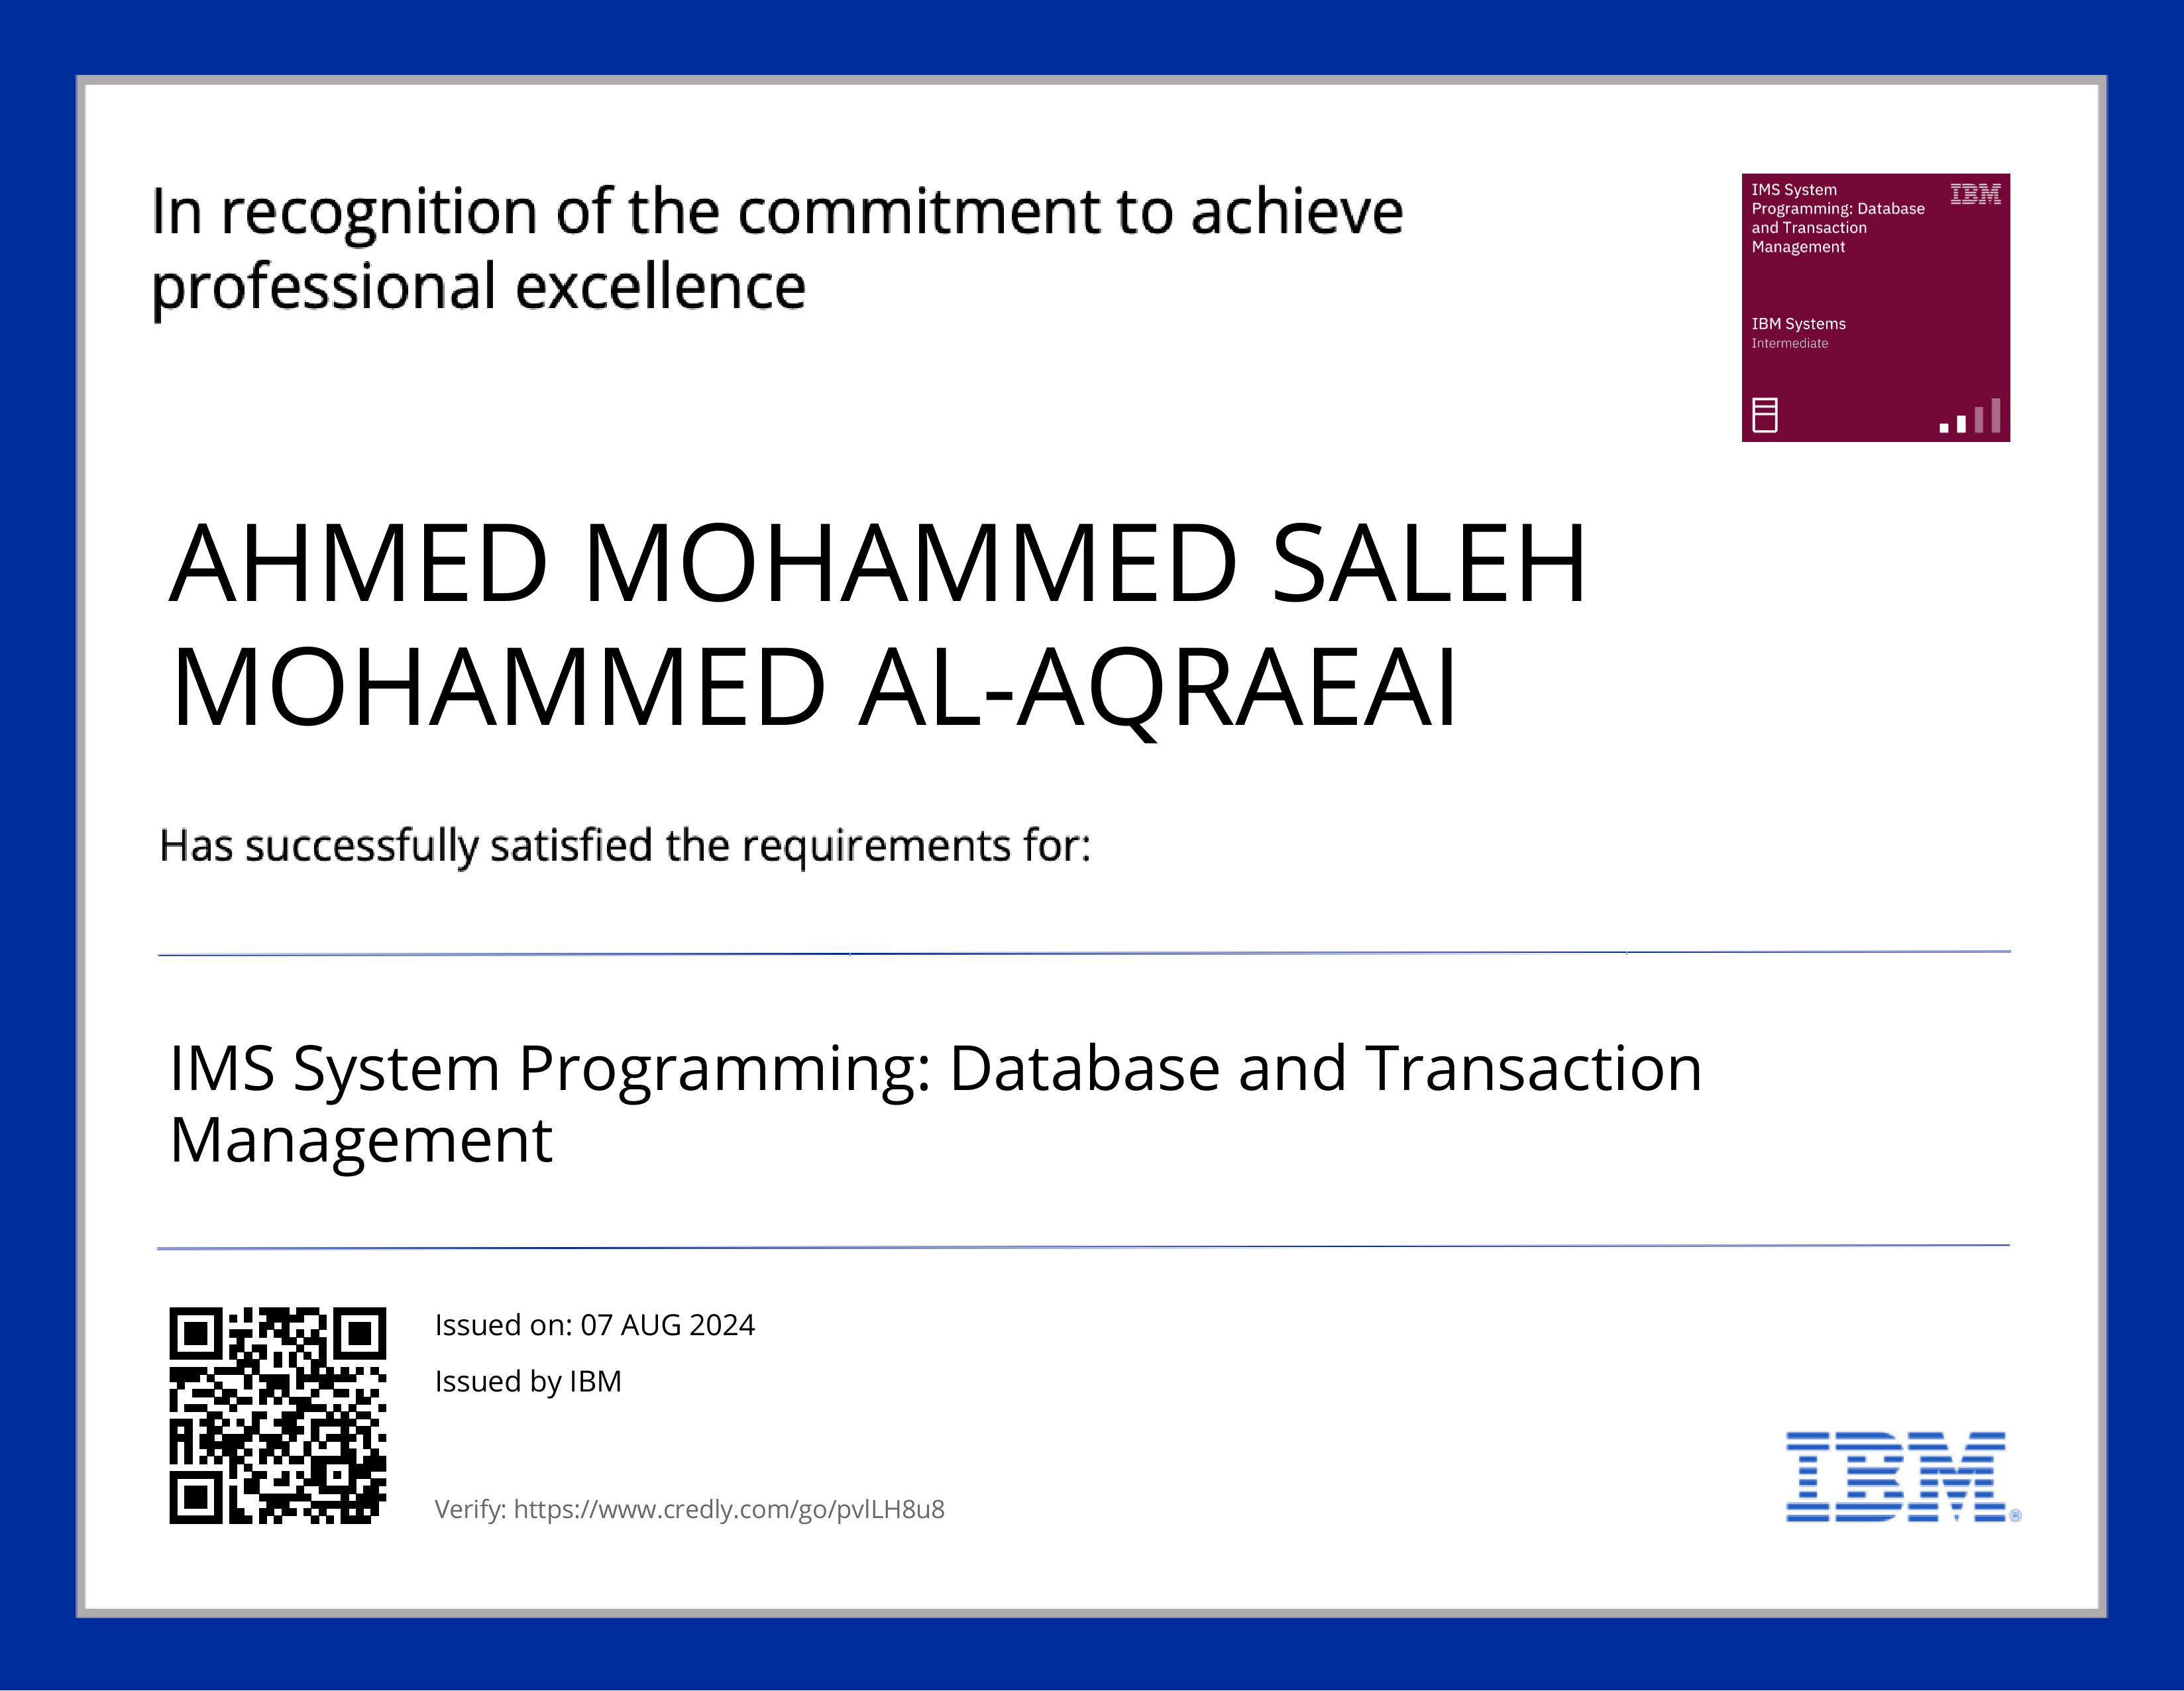 In recognition of the commitment to achieve
professional excellence
IMS System
Programming: Database
and Transaction
Management
IBM
IBM Systems
Intermediate
AHMED MOHAMMED SALEH
MOHAMMED AL-AQRAEAI
Has successfully satisfied the requirements for:
IMS System Programming: Database and Transaction
Management
Issued on: 07 AUG 2024
Issued by IBM
Verify: https://www.credly.com/go/pvlLH8u8
IBM®